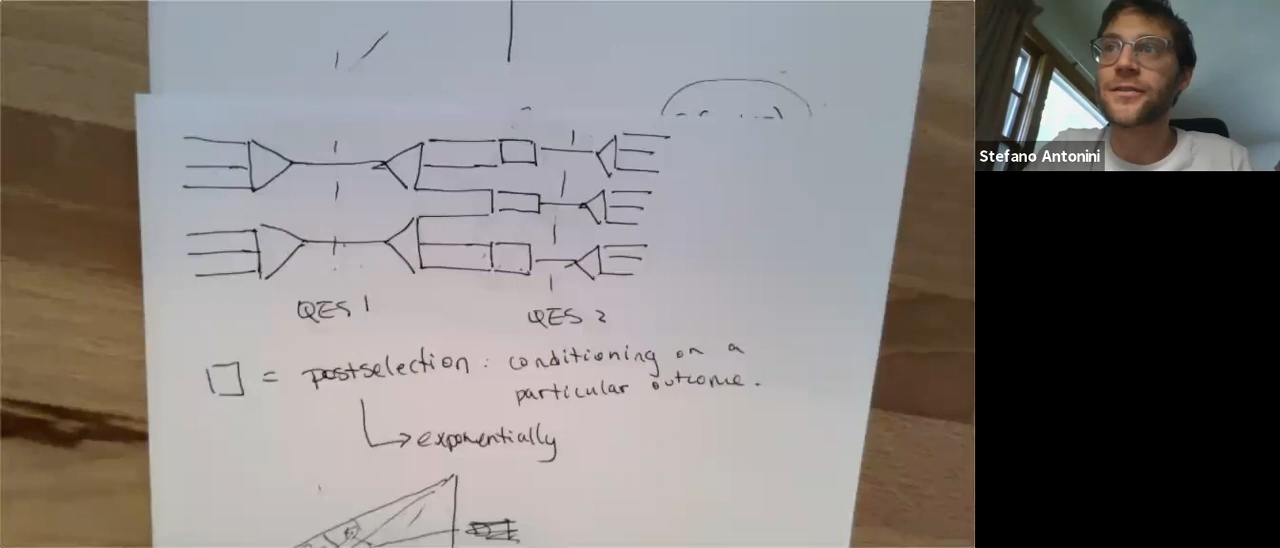 Stefano Antonini
QES 1
QES 2
= postselection : conditioning on a
particular outcome.
exponentially